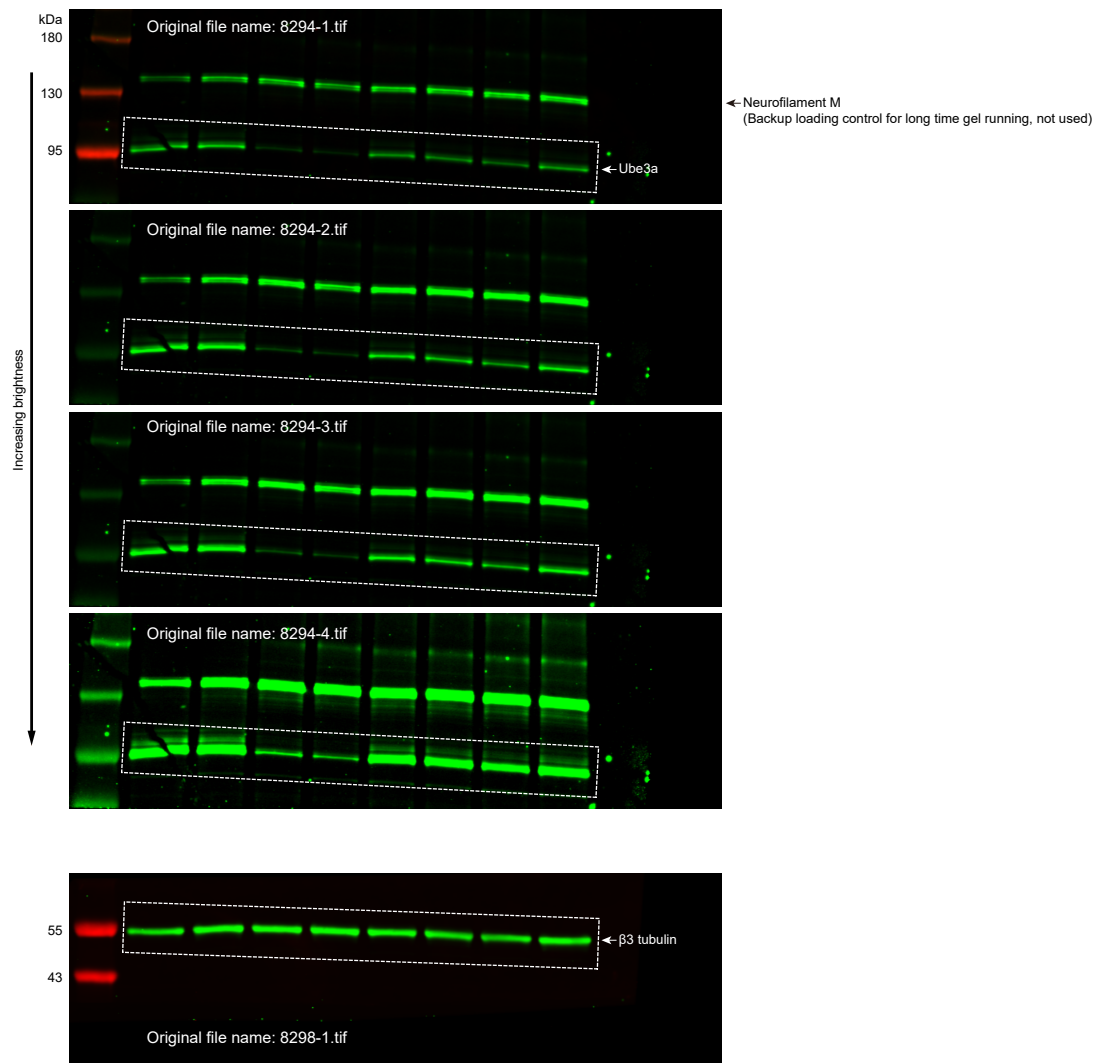 kDa
Original file name: 8294-1.tif
180
130
Neurofilament M
(Backup loading control for long time gel running, not used)
95
Ube3a
Original file name: 8294-2.tif
Increasing brightness
Original file name: 8294-3.tif
Original file name: 8294-4.tif
55
β3 tubulin
43
Original file name: 8298-1.tif